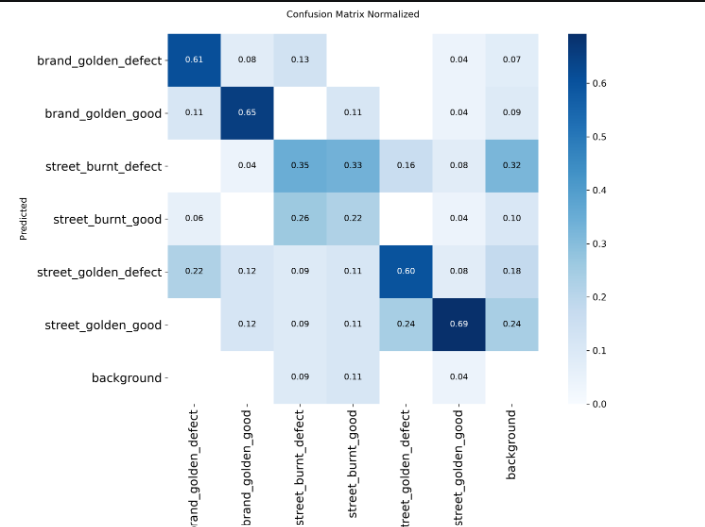 Confusion Matrix Normalized
brand_golden_defect 0.61 0.08 0.13 0.04 0.07
brand_golden_good 0.11 0.65 0.11 0.04 0.09
street_burnt_defect 0.04 0.35 0.33 0.16 0.08 0.32
street_burnt_good 0.06 0.26 0.22 0.04 0.10
street_golden_defect 0.22 0.12 0.09 0.11 0.60 0.08 0.18
street_golden_good 0.12 0.09 0.11 0.24 0.69 0.24
background 0.09 0.11 0.04
Predicted
rand_golden_defect
brand_golden_good
street_burnt_defect
street_burnt_good
treet_golden_defect
street_golden_good
background
0.6
0.5
0.4
0.3
0.2
0.1
0.0